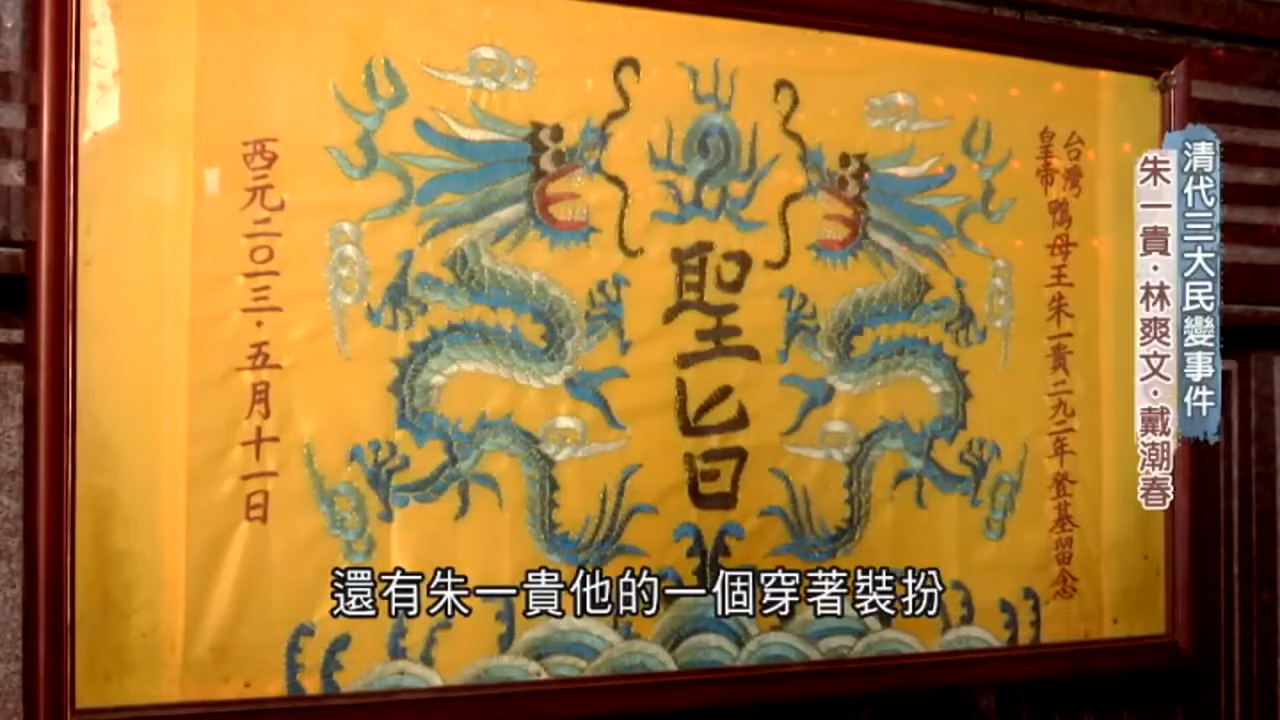 清代三大民變事件
朱一貴．林爽文．戴潮春
台灣
皇帝
鴨母王朱一貴二九二年登基留念
聖旨
西元二〇一三．五月十一日
還有朱一貴他的一個穿著裝扮